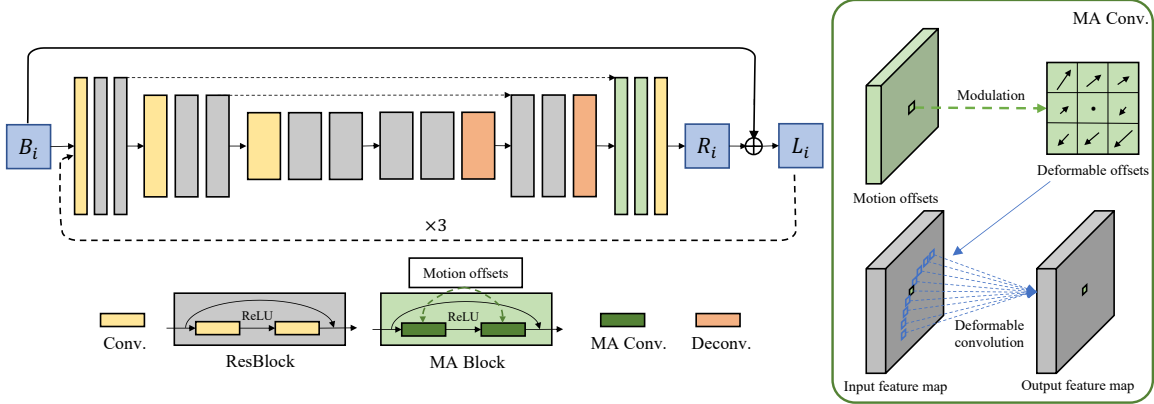 B_i
R_i
L_i
×3
Motion offsets
ReLU
ReLU
Conv.
ResBlock
MA Block
MA Conv.
Deconv.
MA Conv.
Modulation
Motion offsets
Deformable offsets
Deformable
convolution
Input feature map
Output feature map